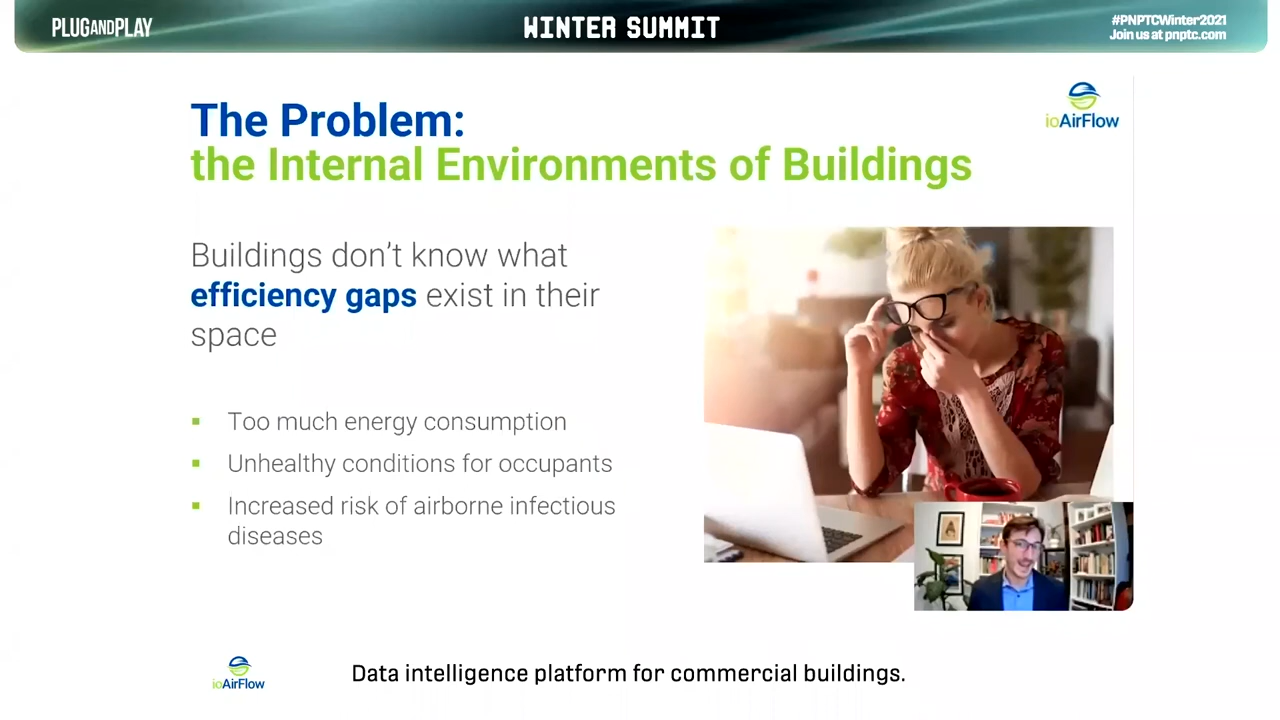 PLUGANDPLAY
WINTER SUMMIT
#PNPTCWinter2021
Join us at pnptc.com
The Problem:
the Internal Environments of Buildings
ioAirFlow
Buildings don’t know what
efficiency gaps exist in their
space
▪ Too much energy consumption
▪ Unhealthy conditions for occupants
▪ Increased risk of airborne infectious
diseases
ioAirFlow
Data intelligence platform for commercial buildings.